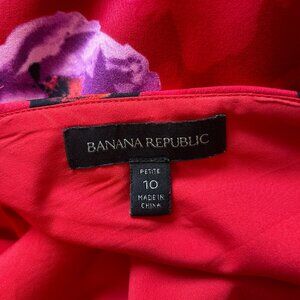 BANANA REPUBLIC
PETITE
10
MADE IN
CHINA